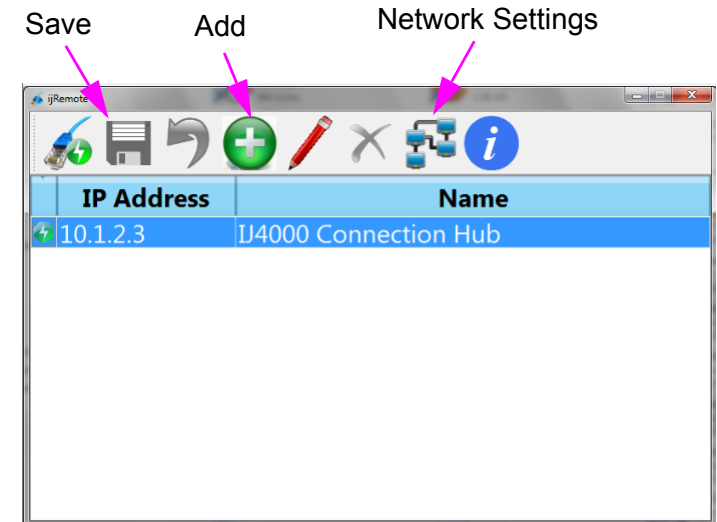 Save Add Network Settings
ijRemote
i
IP Address Name
10.1.2.3 IJ4000 Connection Hub